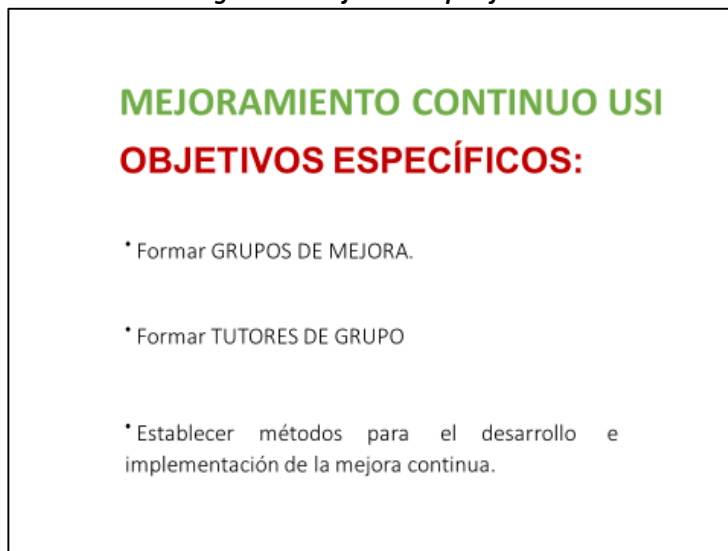 MEJORAMIENTO CONTINUO USI
OBJETIVOS ESPECÍFICOS:
• Formar GRUPOS DE MEJORA.
• Formar TUTORES DE GRUPO
• Establecer métodos para el desarrollo e
implementación de la mejora continua.